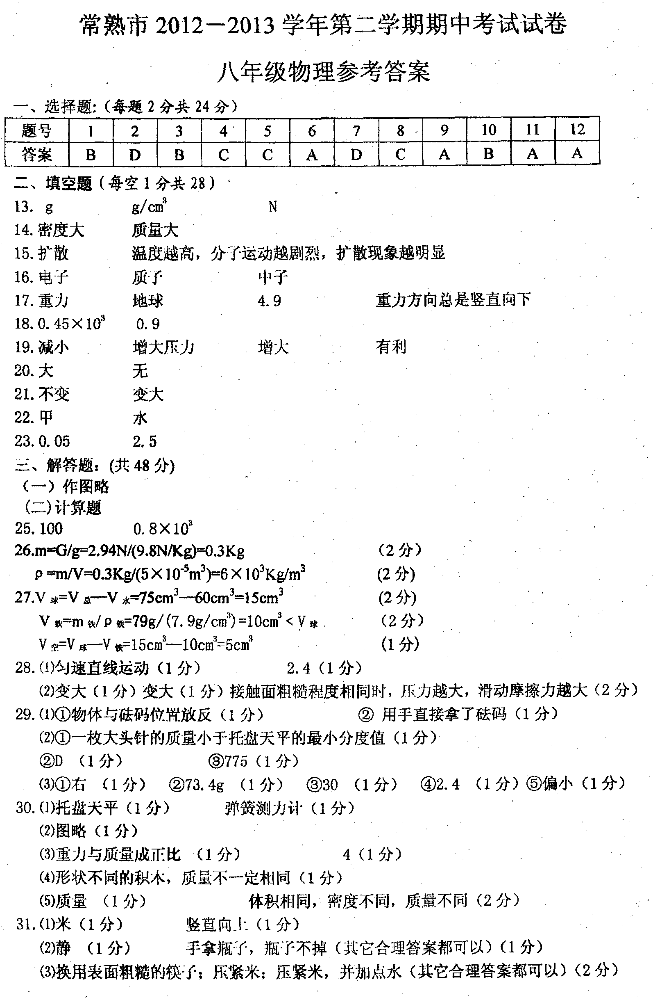 常熟市 2012－2013 学年第二学期期中考试试卷
八年级物理参考答案
一、选择题:（每题 2 分共 24 分）
题号 1 2 3 4 5 6 7 8 9 10 11 12
答案 B D B C C A D C A B A A
二、填空题（每空 1 分共 28）
13. g g/cm³ N
14. 密度大 质量大
15. 扩散 温度越高，分子运动越剧烈，扩散现象越明显
16. 电子 质子 中子
17. 重力 地球 4.9 重力方向总是竖直向下
18. 0.45×10³ 0.9
19. 减小 增大压力 增大 有利
20. 大 无
21. 不变 变大
22. 甲 水
23. 0.05 2.5
三、解答题：(共 48 分)
（一）作图略
(二)计算题
25. 100 0.8×10³
26.m=G/g=2.94N/(9.8N/Kg)=0.3Kg （2 分）
ρ=m/V=0.3Kg/(5×10⁻⁵m³)=6×10³Kg/m³ (2 分)
27.V 球=V 总—V 水=75cm³—60cm³=15cm³ (2 分)
V 铁=m 铁/ρ 铁=79g/(7.9g/cm³)=10cm³＜V 球 （2 分）
V 空=V 球—V 铁=15cm³—10cm³=5cm³ (1 分)
28. (1)匀速直线运动（1 分） 2.4（1 分）
(2)变大（1 分）变大（1 分）接触面粗糙程度相同时，压力越大，滑动摩擦力越大（2 分）
29. (1)①物体与砝码位置放反（1 分） ② 用手直接拿了砝码（1 分）
(2)①一枚大头针的质量小于托盘天平的最小分度值（1 分）
②D （1 分） ③775（1 分）
(3)①右 （1 分） ②73.4g （1 分） ③30 （1 分） ④2.4 （1 分）⑤偏小（1 分）
30. (1)托盘天平（1 分） 弹簧测力计（1 分）
(2)图略（1 分）
(3)重力与质量成正比 （1 分） 4（1 分）
(4)形状不同的积木，质量不一定相同（1 分）
(5)质量 （1 分） 体积相同，密度不同，质量不同（2 分）
31. (1)米（1 分） 竖直向上（1 分）
(2)静 （1 分） 手拿瓶子，瓶子不掉（其它合理答案都可以）（1 分）
(3)换用表面粗糙的筷子；压紧米；压紧米，并加点水（其它合理答案都可以）（2 分）